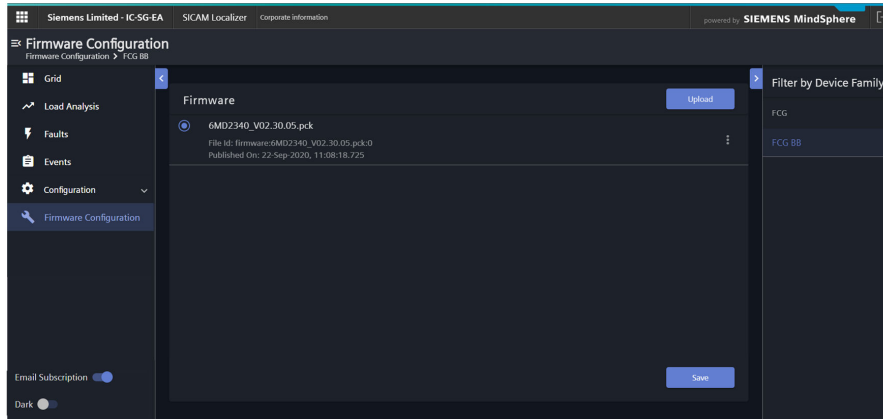 Siemens Limited - IC-SG-EA
SICAM Localizer
Corporate information
powered by SIEMENS MindSphere
Firmware Configuration
Firmware Configuration > FCG BB
Grid
Load Analysis
Faults
Events
Configuration
Firmware Configuration
Email Subscription
Dark
Firmware
Upload
6MD2340_V02.30.05.pck
File Id: firmware:6MD2340_V02.30.05.pck:0
Published On: 22-Sep-2020, 11:08:18.725
Save
Filter by Device Family
FCG
FCG BB